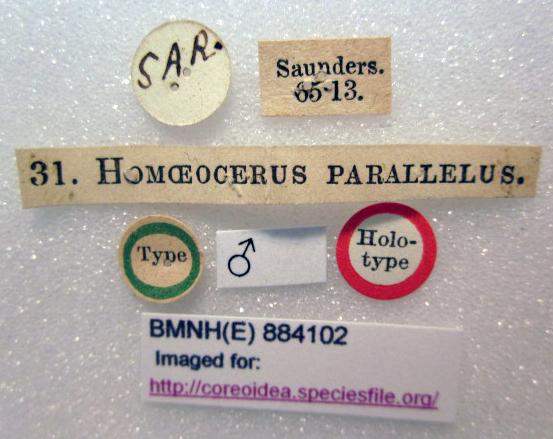 SAR.
Saunders.
65·13.
31. HOMŒOCERUS PARALLELUS.
Type
♂
Holo-
type
BMNH(E) 884102
Imaged for:
http://coreoidea.speciesfile.org/